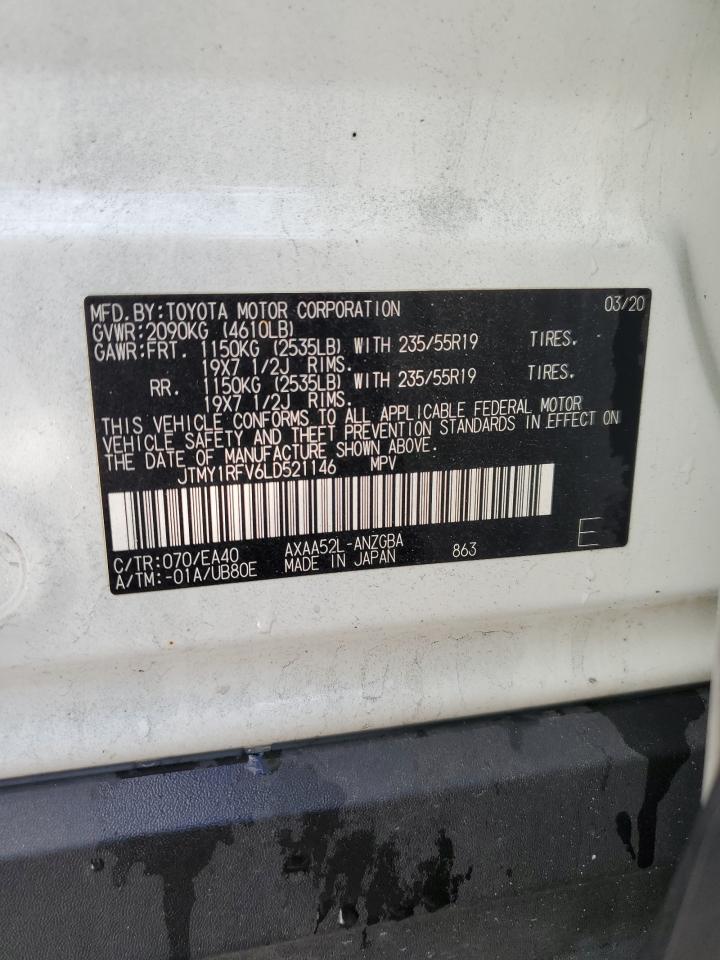 MFD.BY:TOYOTA MOTOR CORPORATION 03/20
GVWR:2090KG (4610LB)
GAWR:FRT. 1150KG (2535LB) WITH 235/55R19 TIRES.
19X7 1/2J RIMS.
RR. 1150KG (2535LB) WITH 235/55R19 TIRES.
19X7 1/2J RIMS.
THIS VEHICLE CONFORMS TO ALL APPLICABLE FEDERAL MOTOR
VEHICLE SAFETY AND THEFT PREVENTION STANDARDS IN EFFECT ON
THE DATE OF MANUFACTURE SHOWN ABOVE.
JTMY1RFV6LD521146 MPV
C/TR:070/EA40 AXAA52L-ANZGBA 863 E
A/TM:-01A/UB80E MADE IN JAPAN